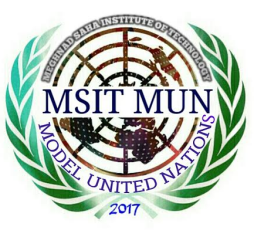 MEGHNAD SAHA INSTITUTE OF TECHNOLOGY
MSIT MUN
MODEL UNITED NATIONS
2017